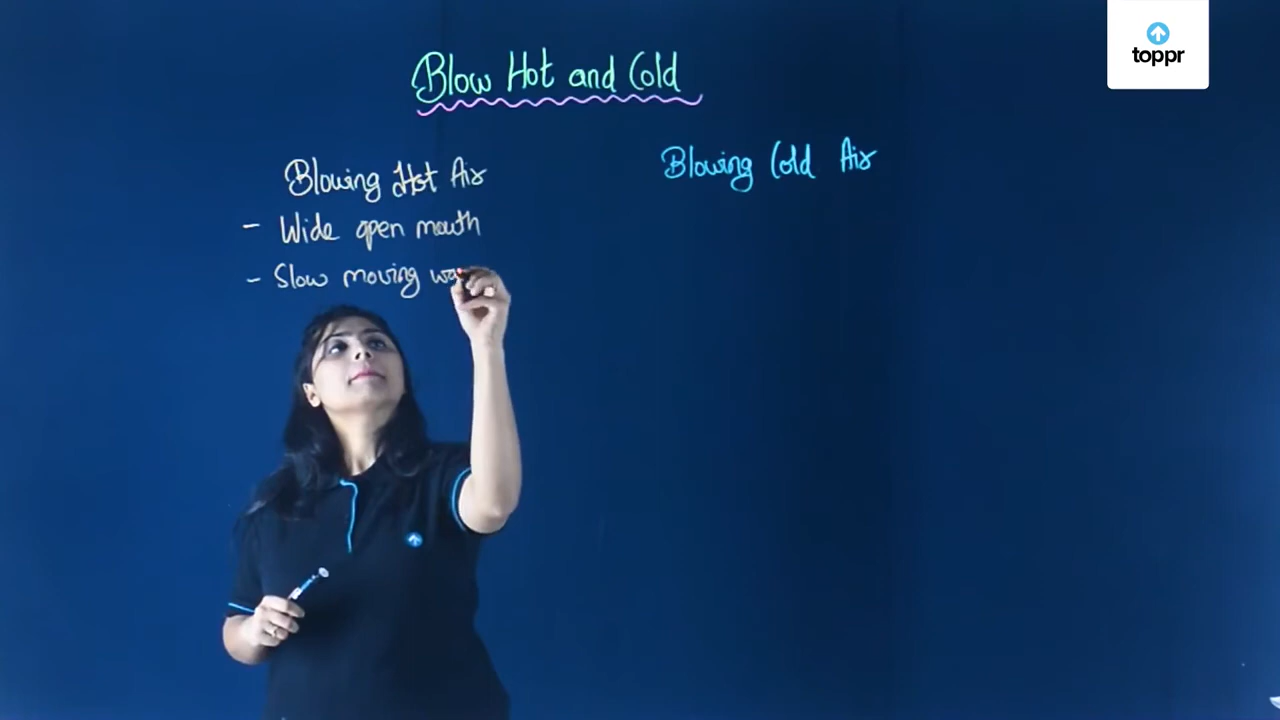 toppr
Blow Hot and Cold
Blowing Hot Air
- Wide open mouth
- Slow moving
Blowing Cold Air